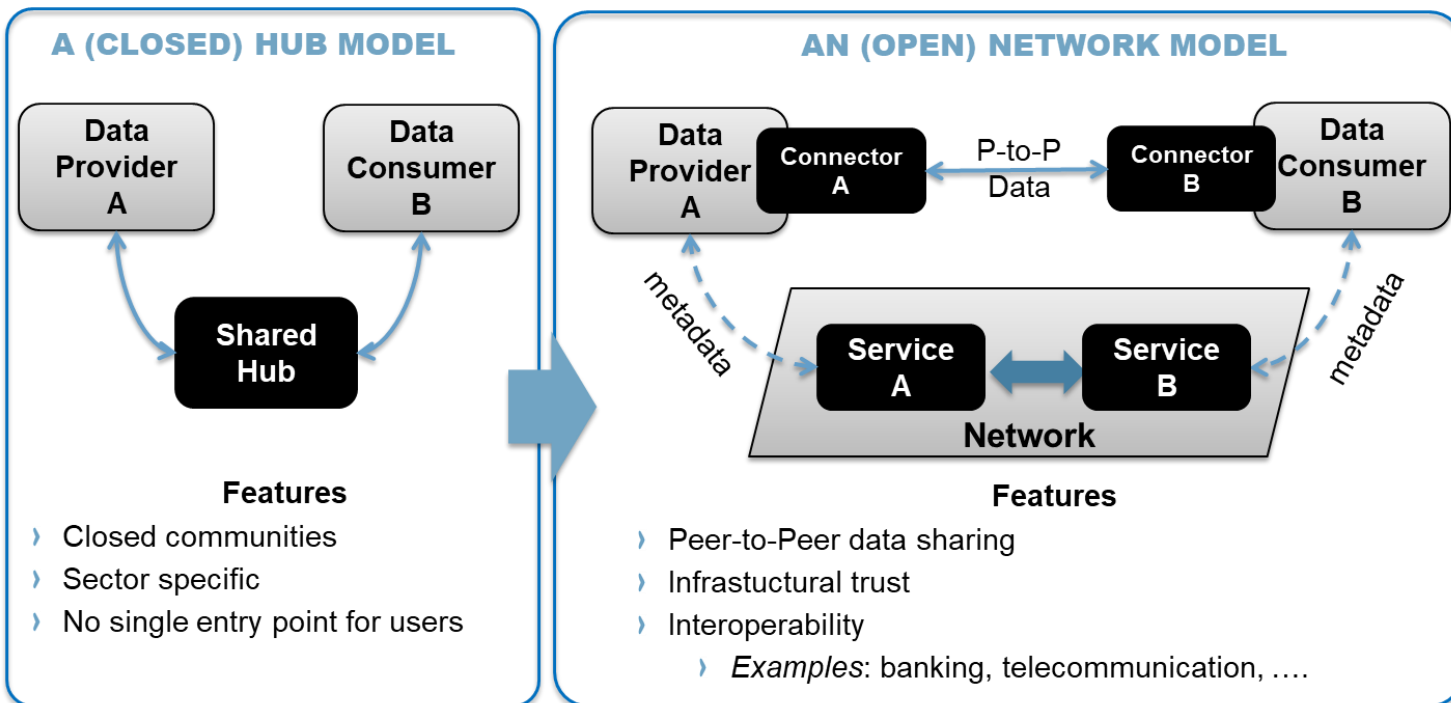 A (CLOSED) HUB MODEL
Data
Provider
A
Data
Consumer
B
Shared
Hub
Features
› Closed communities
› Sector specific
› No single entry point for users
AN (OPEN) NETWORK MODEL
Data
Provider
A
Connector
A
P-to-P
Data
Connector
B
Data
Consumer
B
metadata
metadata
Service
A
Service
B
Network
Features
› Peer-to-Peer data sharing
› Infrastuctural trust
› Interoperability
› Examples: banking, telecommunication, ….